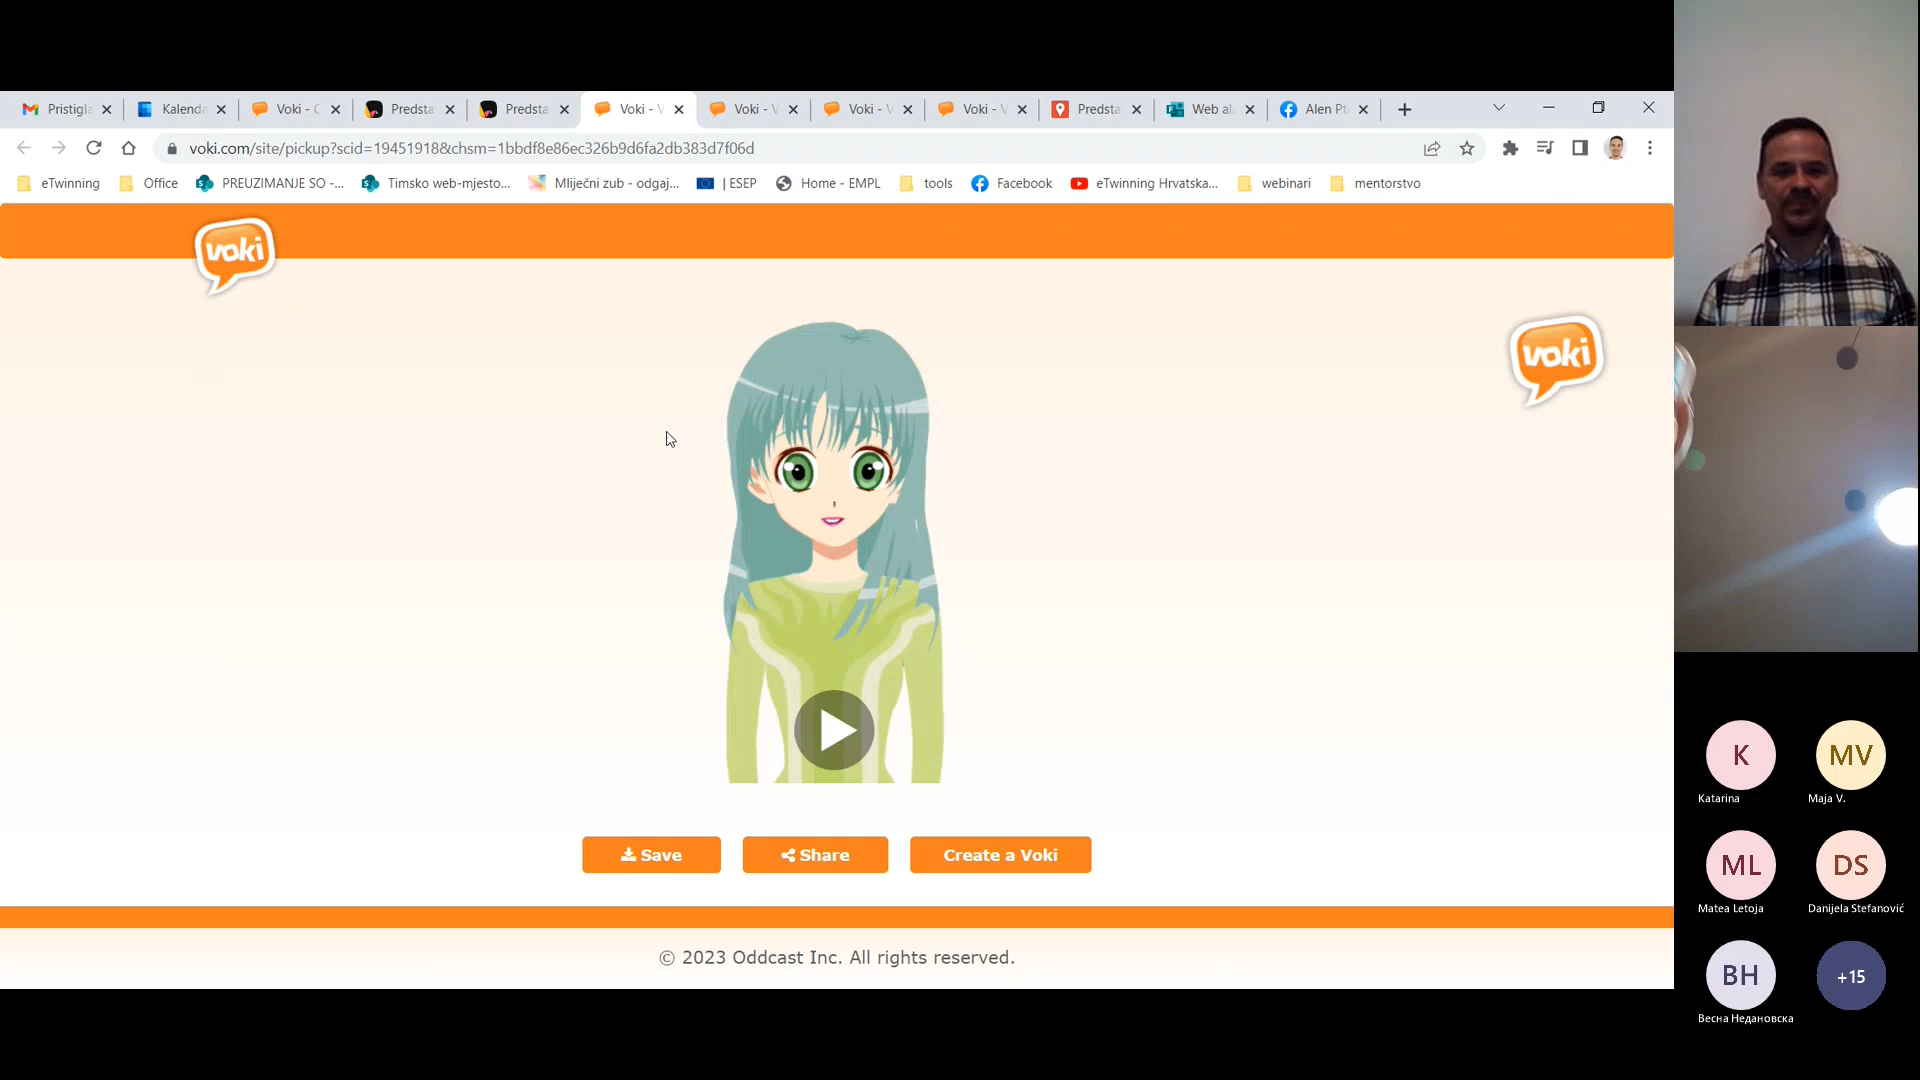 Pristigla
Kalenda
Voki - C
Predsta
Predsta
Voki - V
Voki - V
Voki - V
Voki - V
Predsta
Web al
Alen Pt
voki.com/site/pickup?scid=19451918&chsm=1bbdf8e86ec326b9d6fa2db383d7f06d
eTwinning
Office
PREUZIMANJE SO -...
Timsko web-mjesto...
Mliječni zub - odgaj...
| ESEP
Home - EMPL
tools
Facebook
eTwinning Hrvatska...
webinari
mentorstvo
voki
voki
Save
Share
Create a Voki
© 2023 Oddcast Inc. All rights reserved.
K
Katarina
MV
Maja V.
ML
Matea Letoja
DS
Danijela Stefanović
ВН
Весна Недановска
+15